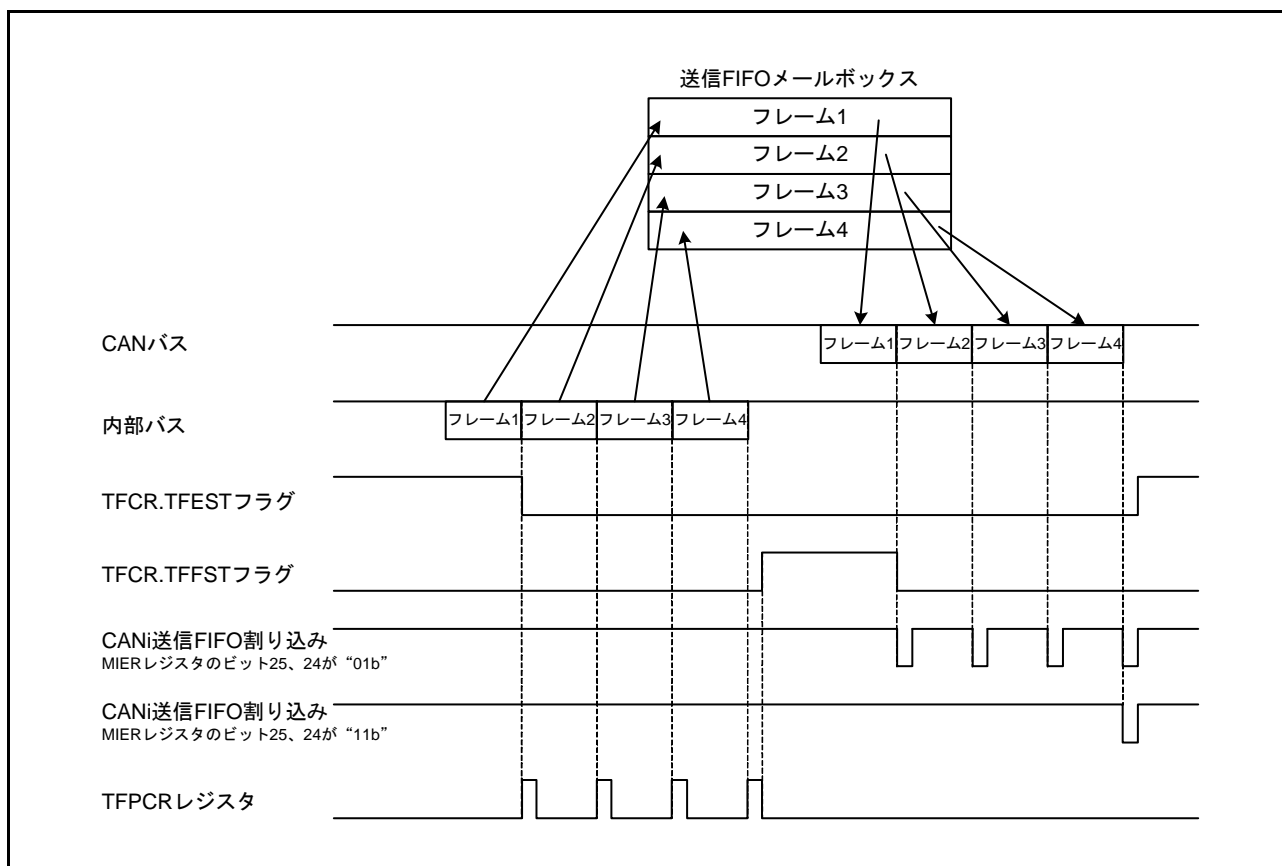 送信FIFOメールボックス
フレーム1
フレーム2
フレーム3
フレーム4
CANバス
フレーム1 フレーム2 フレーム3 フレーム4
内部バス
フレーム1 フレーム2 フレーム3 フレーム4
TFCR.TFESTフラグ
TFCR.TFFSTフラグ
CANi送信FIFO割り込み
MIERレジスタのビット25、24が“01b”
CANi送信FIFO割り込み
MIERレジスタのビット25、24が“11b”
TFPCRレジスタ